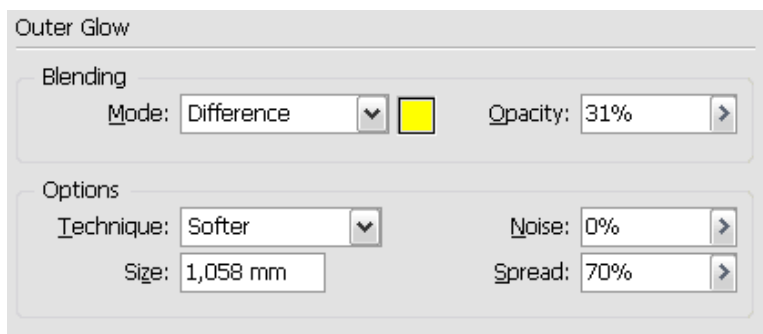 Outer Glow
Blending
Mode: Difference Opacity: 31%
Options
Technique: Softer Noise: 0%
Size: 1,058 mm Spread: 70%